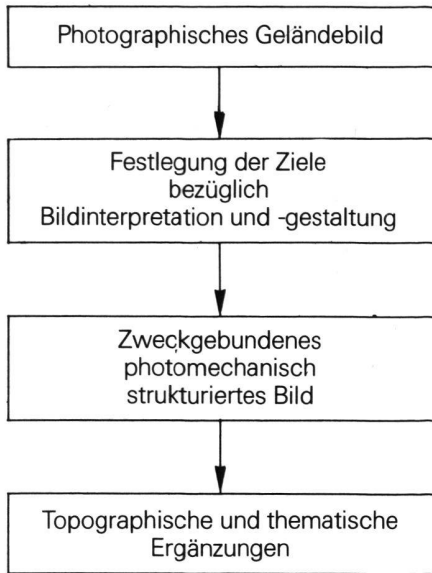 Photographisches Geländebild
Festlegung der Ziele
bezüglich
Bildinterpretation und -gestaltung
Zweckgebundenes
photomechanisch
strukturiertes Bild
Topographische und thematische
Ergänzungen